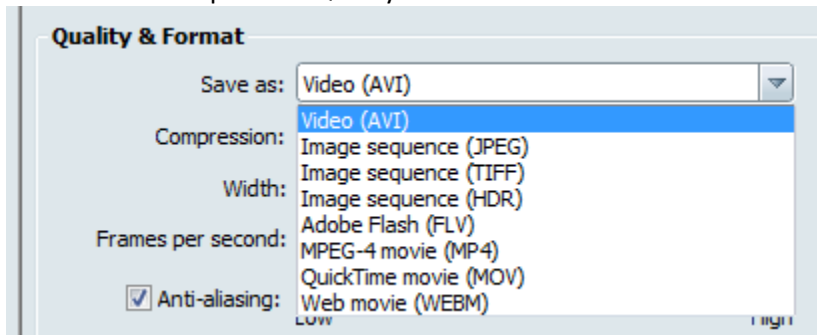 Quality & Format
Save as: Video (AVI)
Video (AVI)
Compression:
Image sequence (JPEG)
Image sequence (TIFF)
Width:
Image sequence (HDR)
Adobe Flash (FLV)
Frames per second:
MPEG-4 movie (MP4)
QuickTime movie (MOV)
Anti-aliasing:
Web movie (WEBM)
Low High